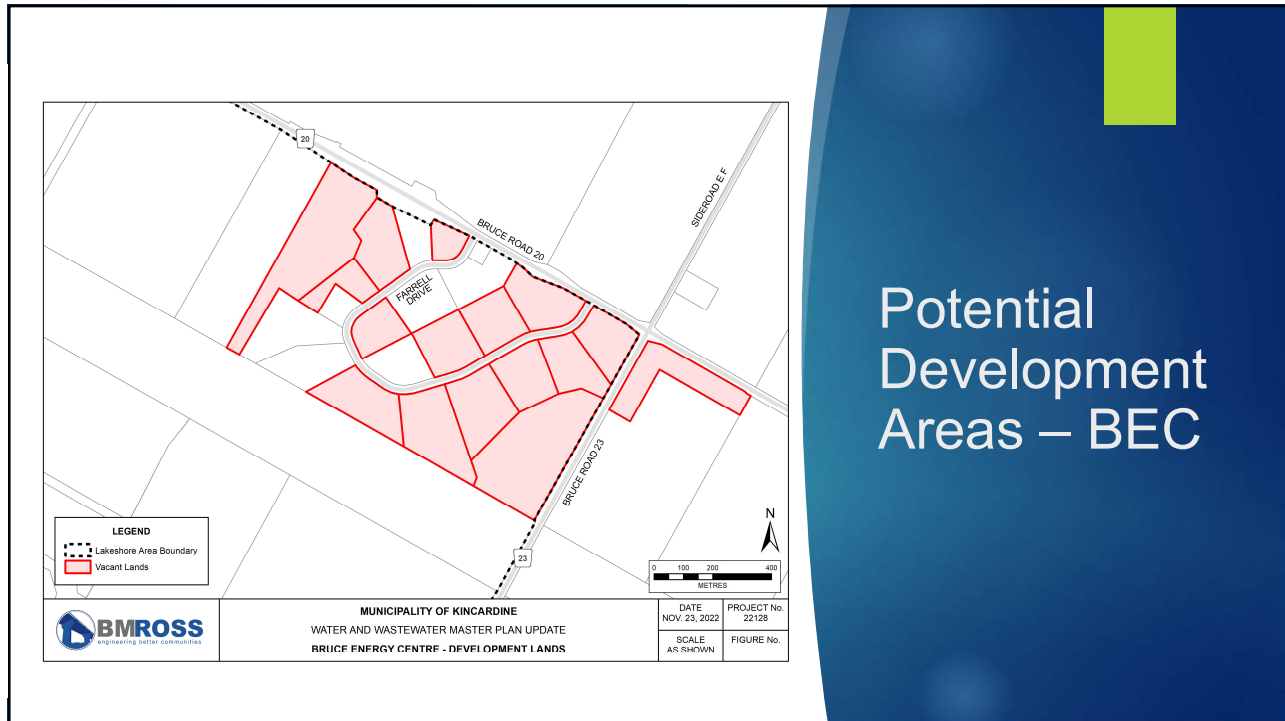 20
BRUCE ROAD 20
SIDEROAD E F
FARRELL
DRIVE
BRUCE ROAD 23
23
N
LEGEND
Lakeshore Area Boundary
Vacant Lands
0 100 200 400
METRES
BMROSS
engineering better communities
MUNICIPALITY OF KINCARDINE
WATER AND WASTEWATER MASTER PLAN UPDATE
BRUCE ENERGY CENTRE - DEVELOPMENT LANDS
DATE
NOV. 23, 2022
PROJECT No.
22128
SCALE
AS SHOWN
FIGURE No.
Potential
Development
Areas – BEC